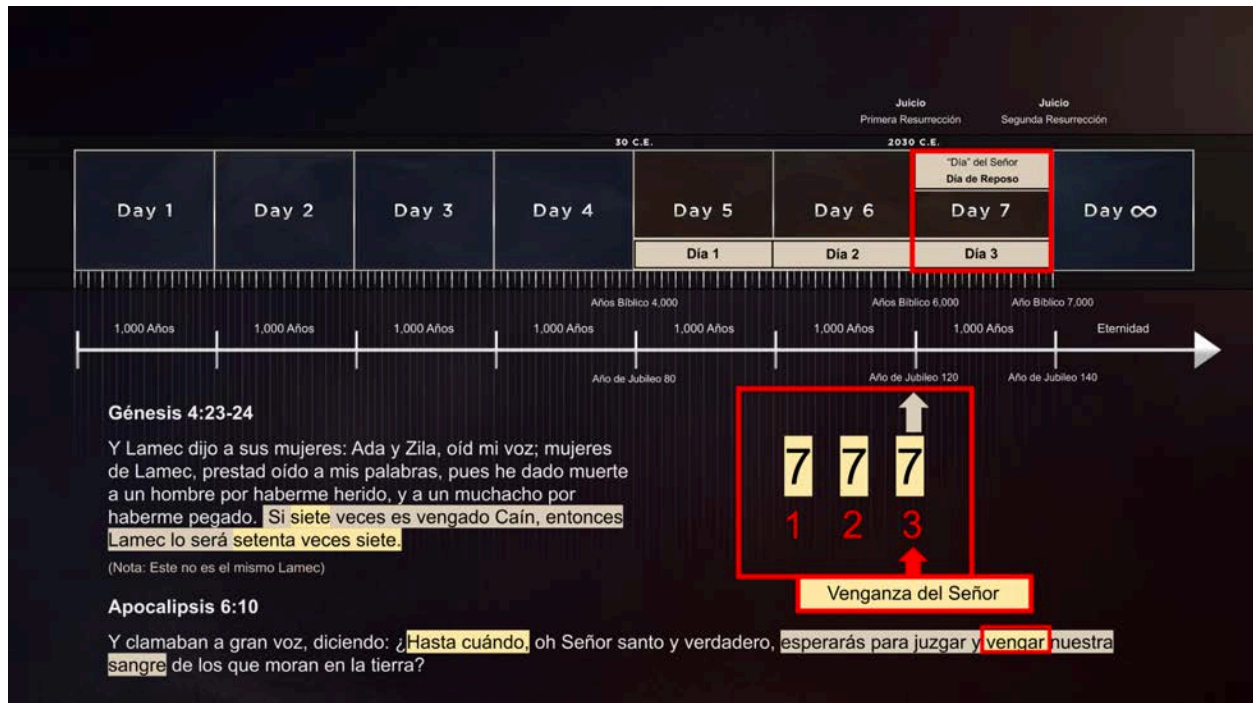 Juicio Juicio
Primera Resurrección Segunda Resurrección
30 C.E. 2030 C.E.
"Día" del Señor
Día de Reposo
Day 1 Day 2 Day 3 Day 4 Day 5 Day 6 Day 7 Day ∞
Día 1 Día 2 Día 3
Años Bíblico 4,000 Años Bíblico 6,000 Año Bíblico 7,000
1,000 Años 1,000 Años 1,000 Años 1,000 Años 1,000 Años 1,000 Años 1,000 Años Eternidad
Año de Jubileo 80 Año de Jubileo 120 Año de Jubileo 140
Génesis 4:23-24
Y Lamec dijo a sus mujeres: Ada y Zila, oíd mi voz; mujeres
de Lamec, prestad oído a mis palabras, pues he dado muerte
a un hombre por haberme herido, y a un muchacho por
haberme pegado. Si siete veces es vengado Caín, entonces
Lamec lo será setenta veces siete.
(Nota: Este no es el mismo Lamec)
7 7 7
1 2 3
Venganza del Señor
Apocalipsis 6:10
Y clamaban a gran voz, diciendo: ¿Hasta cuándo, oh Señor santo y verdadero, esperarás para juzgar y vengar nuestra
sangre de los que moran en la tierra?